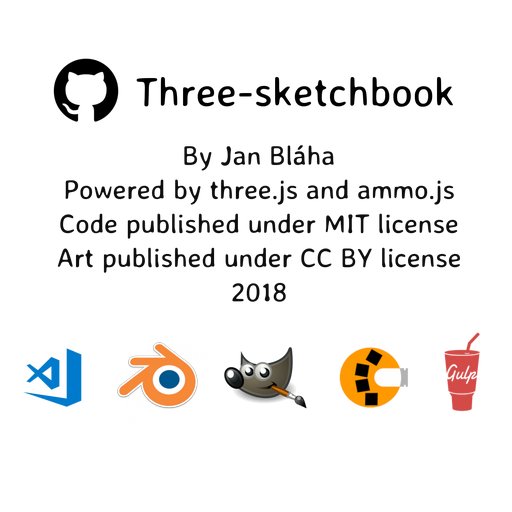 Three-sketchbook
By Jan Bláha
Powered by three.js and ammo.js
Code published under MIT license
Art published under CC BY license
2018
Gulp